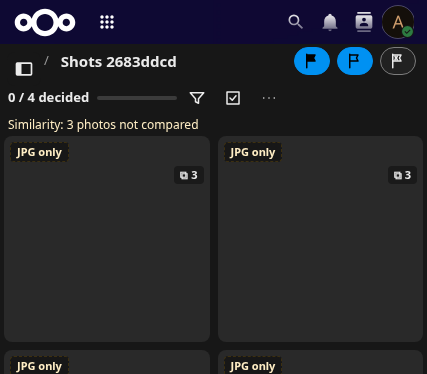 A
/ Shots 2683ddcd
0 / 4 decided
Similarity: 3 photos not compared
JPG only
JPG only
3
3
JPG only
JPG only